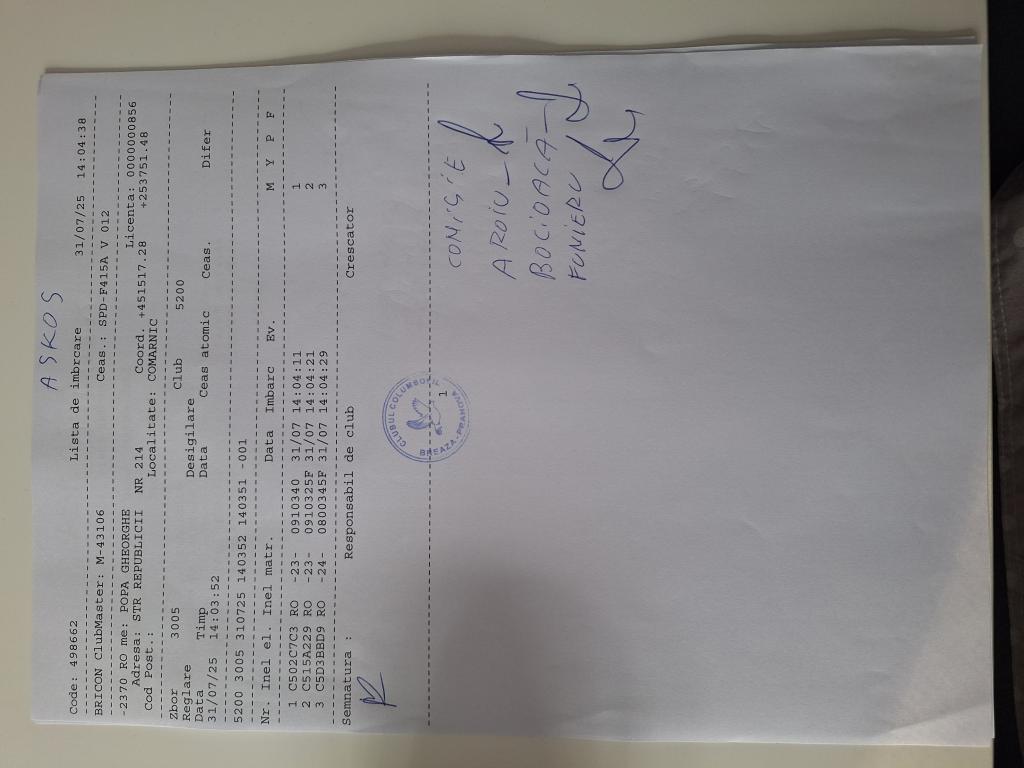 ASKOS
Code: 498662 Lista de imbrcare 31/07/25 14:04:38
BRICON ClubMaster: M-43106 Ceas.: SPD-F415A V 012
-2370 RO me: POPA GHEORGHE Licenta: 0000000856
Adresa: STR REPUBLICII NR 214 Coord. +451517.28 +253751.48
Cod Post.: Localitate: COMARNIC
Zbor 3005 Club 5200
Reglare Desigilare
Data Timp Data Ceas atomic Ceas. Difer
31/07/25 14:03:52
5200 3005 310725 140352 140351 -001
Nr. Inel el. Inel matr. Data Imbarc Ev. M Y P F
1 C502C7C3 RO -23- 0910340 31/07 14:04:11 1
2 C515A229 RO -23- 0910325F 31/07 14:04:21 2
3 C5D3BBD9 RO -24- 0800345F 31/07 14:04:29 3
Semnatura : Responsabil de club Crescator
CLUBUL COLUMBOFIL
BREAZA-PRAHOVA
1
COMISIE
AROIU
BOCIOACĂ
FUNIERU